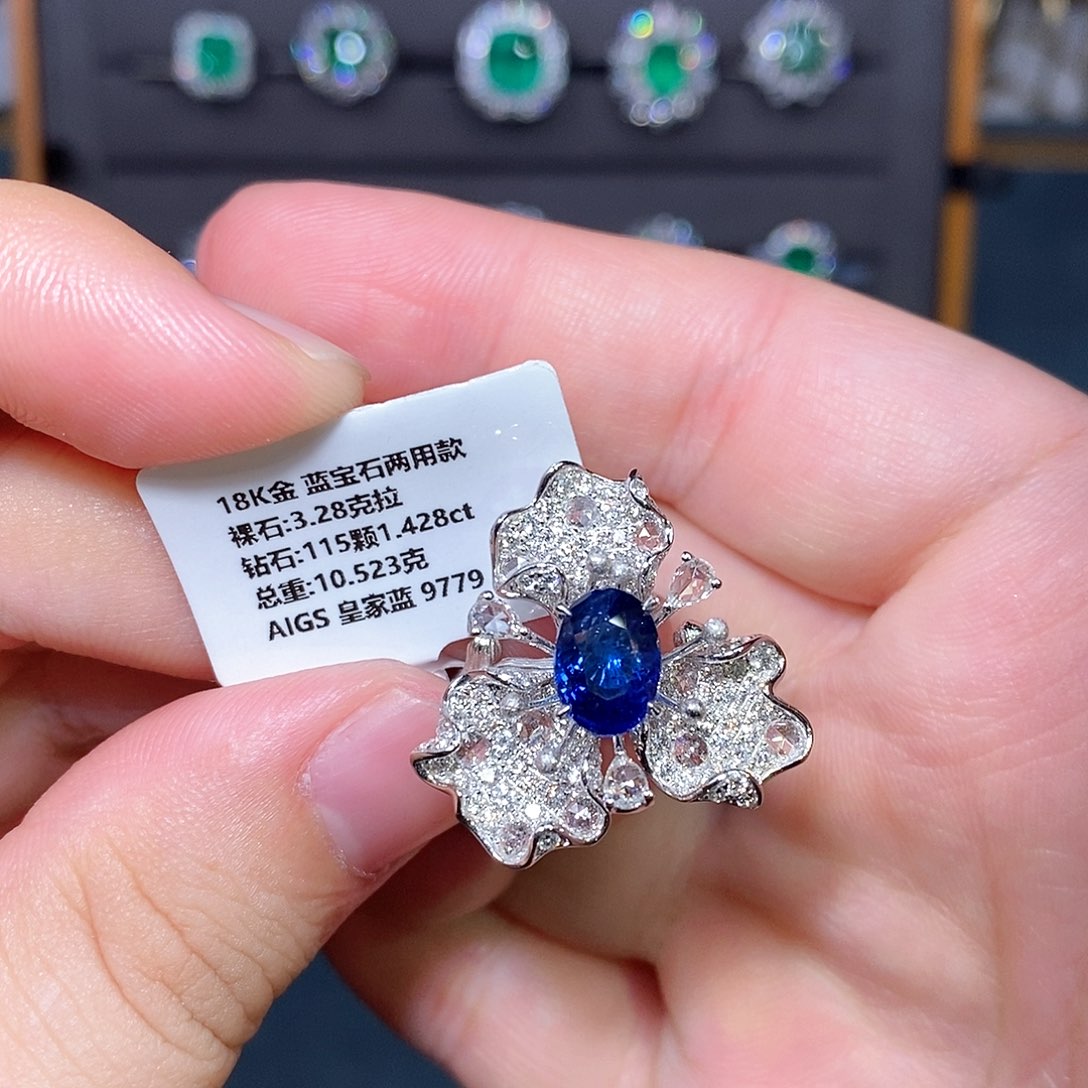 18K金 蓝宝石两用款
裸石:3.28克拉
钻石:115颗1.428ct
总重:10.523克
AIGS 皇家蓝 9779